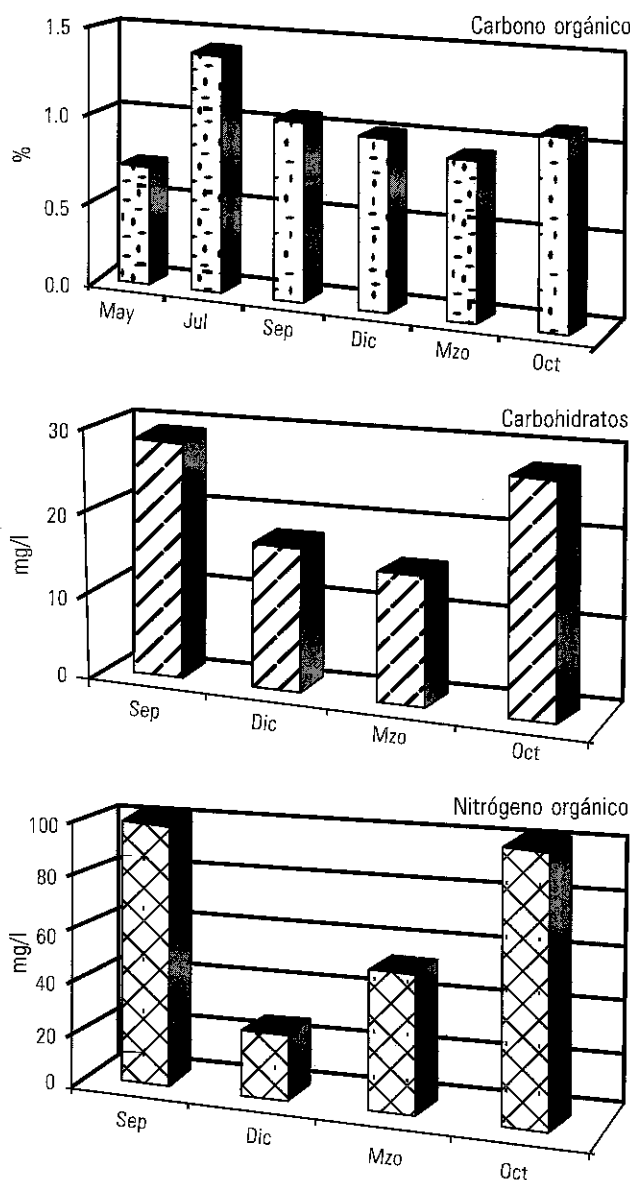 Carbono orgánico
1.5
1.0
0.5
0.0
%
May Jul Sep Dic Mzo Oct
Carbohidratos
30
20
10
0
mg/l
Sep Dic Mzo Oct
Nitrógeno orgánico
100
80
60
40
20
0
mg/l
Sep Dic Mzo Oct